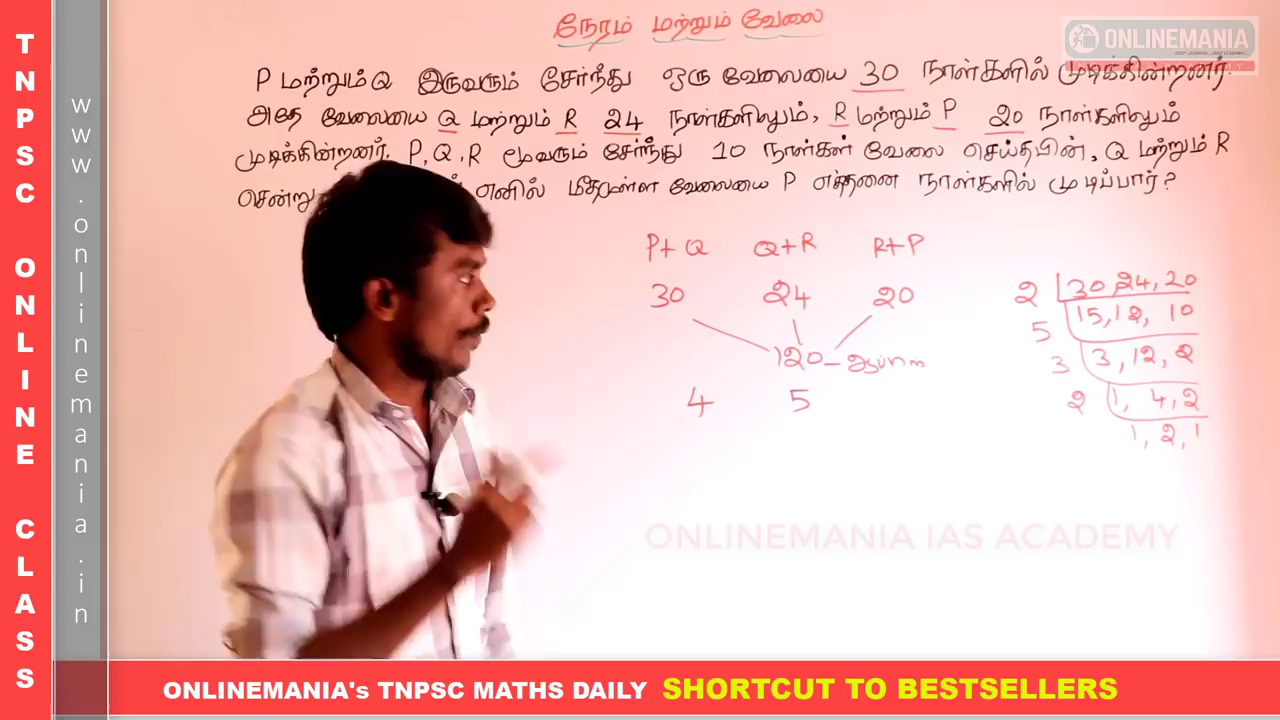 நேரம் மற்றும் வேலை
ONLINEMANIA
P மற்றும் Q இருவரும் சேர்ந்து ஒரு வேலையை 30 நாள்களில் முடிக்கின்றனர்.
அதே வேலையை Q மற்றும் R 24 நாள்களிலும், R மற்றும் P 20 நாள்களிலும்
முடிக்கின்றனர். P, Q, R மூவரும் சேர்ந்து 10 நாள்கள் வேலை செய்தபின், Q மற்றும் R
சென்று எனில் மீதமுள்ள வேலையை P எத்தனை நாள்களில் முடிப்பார்?
P+Q Q+R R+P
30 24 20
120 – ஆப்பிள்
4 5
2 30, 24, 20
5 15, 12, 10
3 3, 12, 2
2 1, 4, 2
1, 2, 1
ONLINEMANIA IAS ACADEMY
TNPSC ONLINE CLASS
www.onlinemania.in
ONLINEMANIA's TNPSC MATHS DAILY SHORTCUT TO BESTSELLERS